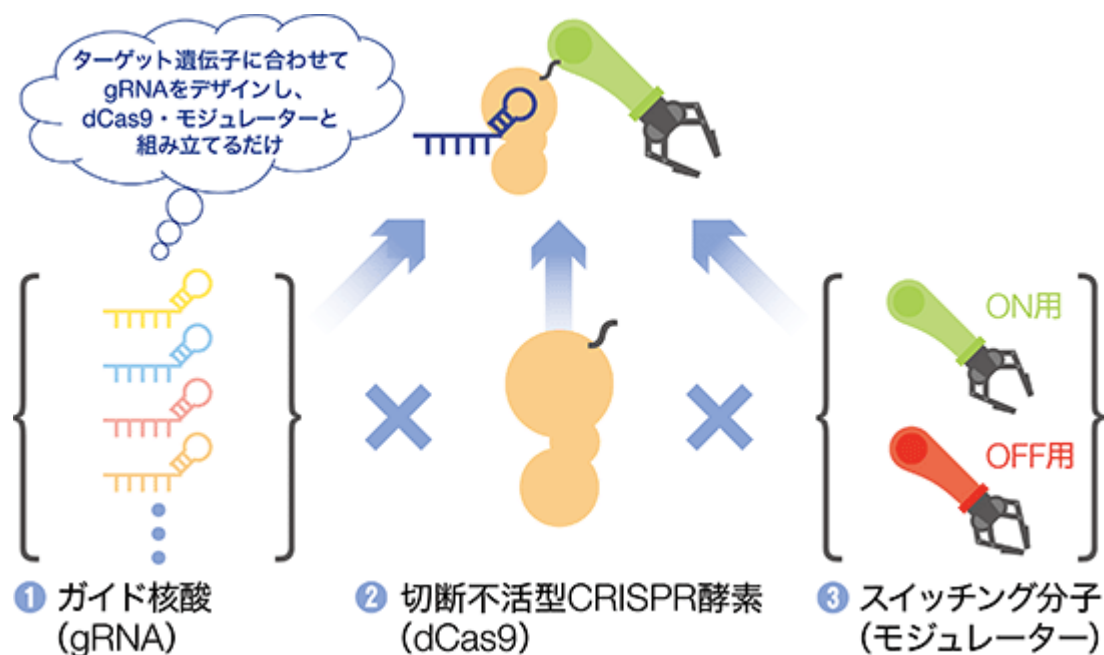 ターゲット遺伝子に合わせて
gRNAをデザインし、
dCas9・モジュレーターと
組み立てるだけ
ON用
OFF用
1 ガイド核酸
(gRNA)
2 切断不活型CRISPR酵素
(dCas9)
3 スイッチング分子
(モジュレーター)